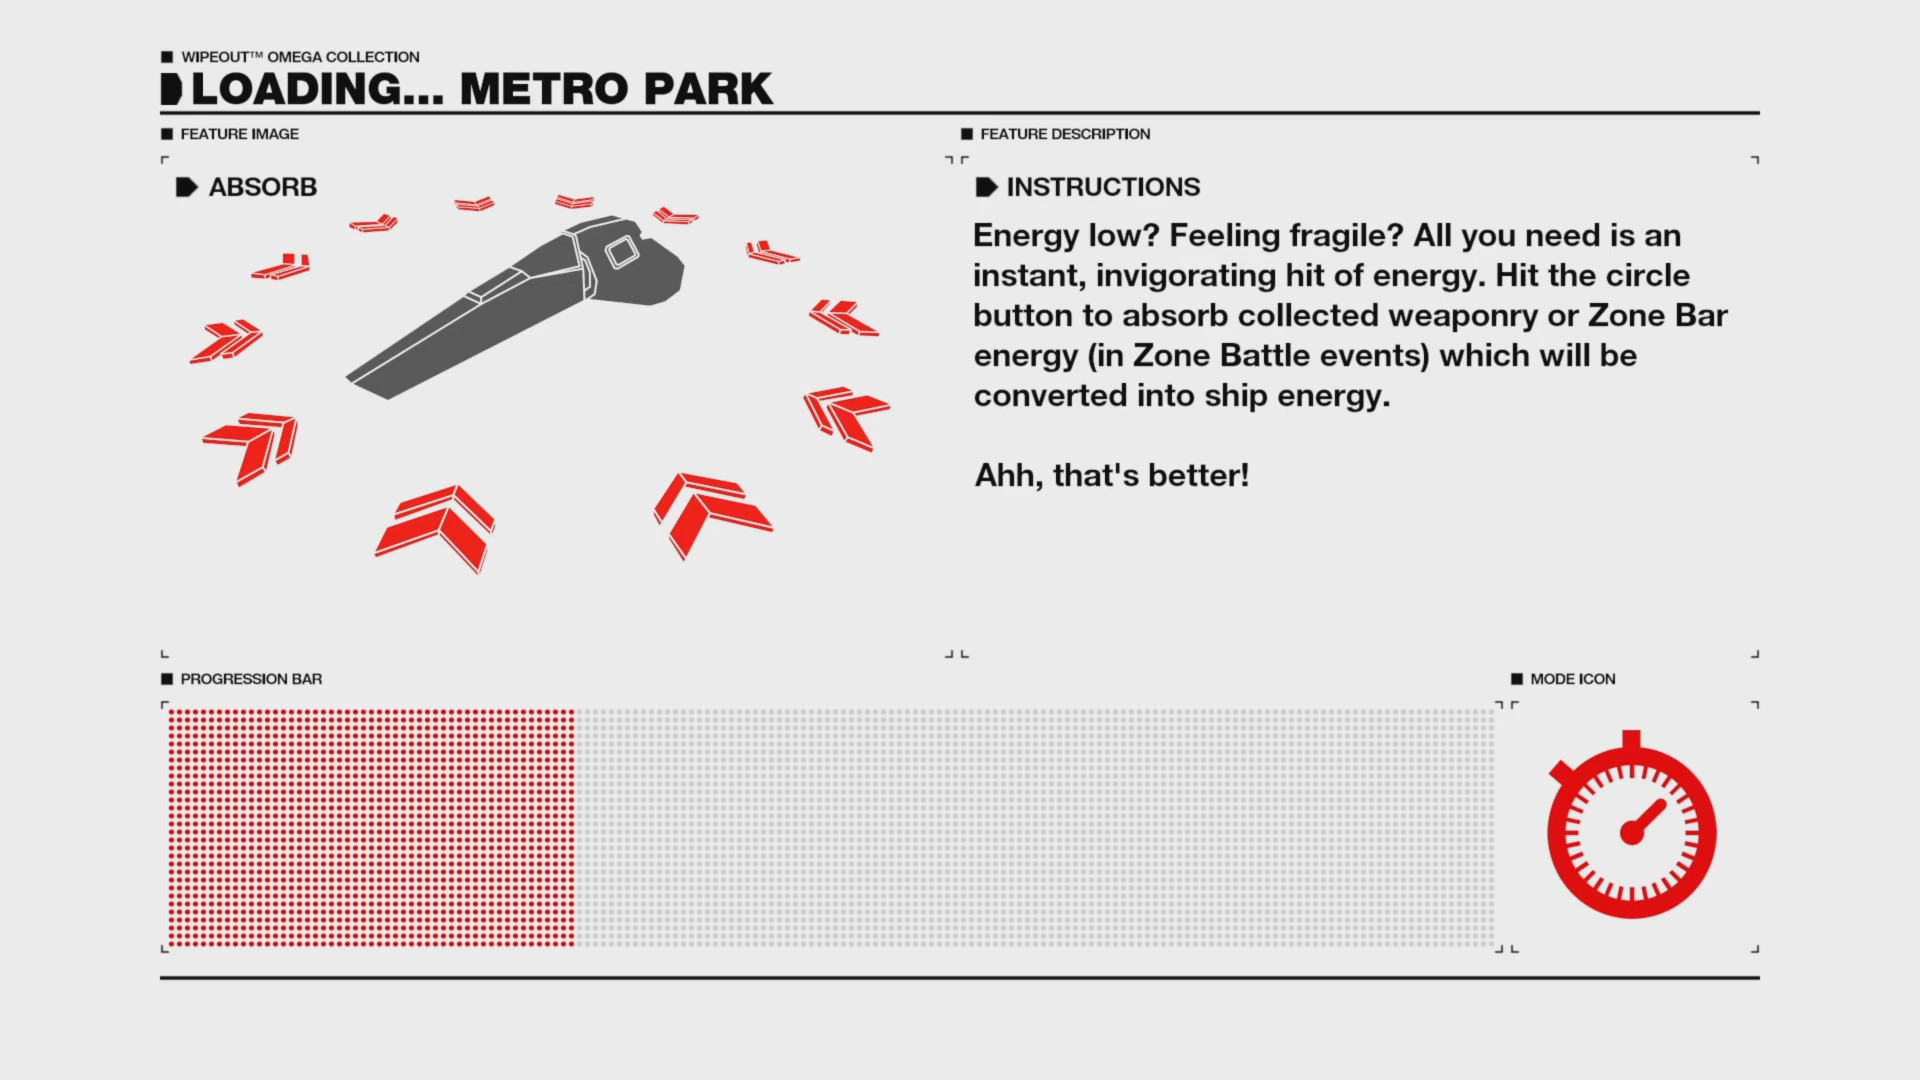 WIPEOUT™ OMEGA COLLECTION
LOADING... METRO PARK
FEATURE IMAGE
ABSORB
FEATURE DESCRIPTION
INSTRUCTIONS
Energy low? Feeling fragile? All you need is an
instant, invigorating hit of energy. Hit the circle
button to absorb collected weaponry or Zone Bar
energy (in Zone Battle events) which will be
converted into ship energy.
Ahh, that's better!
PROGRESSION BAR
MODE ICON